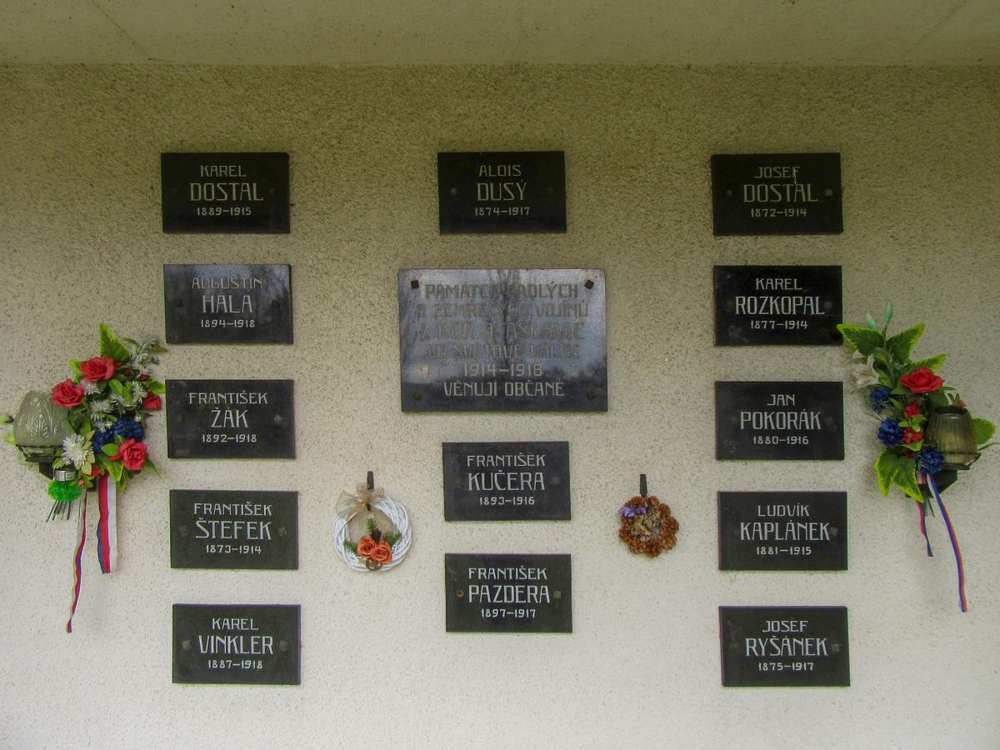 KAREL
DOSTAL
1889–1915
ALOIS
DUSÝ
1874–1917
JOSEF
DOSTAL
1872–1914
AUGUSTIN
HÁLA
1894–1918
PADLÝCH
A
VOJNŮ
1914–1918
VĚNUJÍ OBČANÉ
KAREL
ROZKOPAL
1877–1914
FRANTIŠEK
ŽÁK
1892–1918
JAN
POKORÁK
1880–1916
FRANTIŠEK
KUČERA
1893–1916
FRANTIŠEK
ŠTEFEK
1873–1914
LUDVÍK
KAPLÁNEK
1881–1915
FRANTIŠEK
PAZDERA
1897–1917
KAREL
VINKLER
1887–1918
JOSEF
RYŠÁNEK
1875–1917